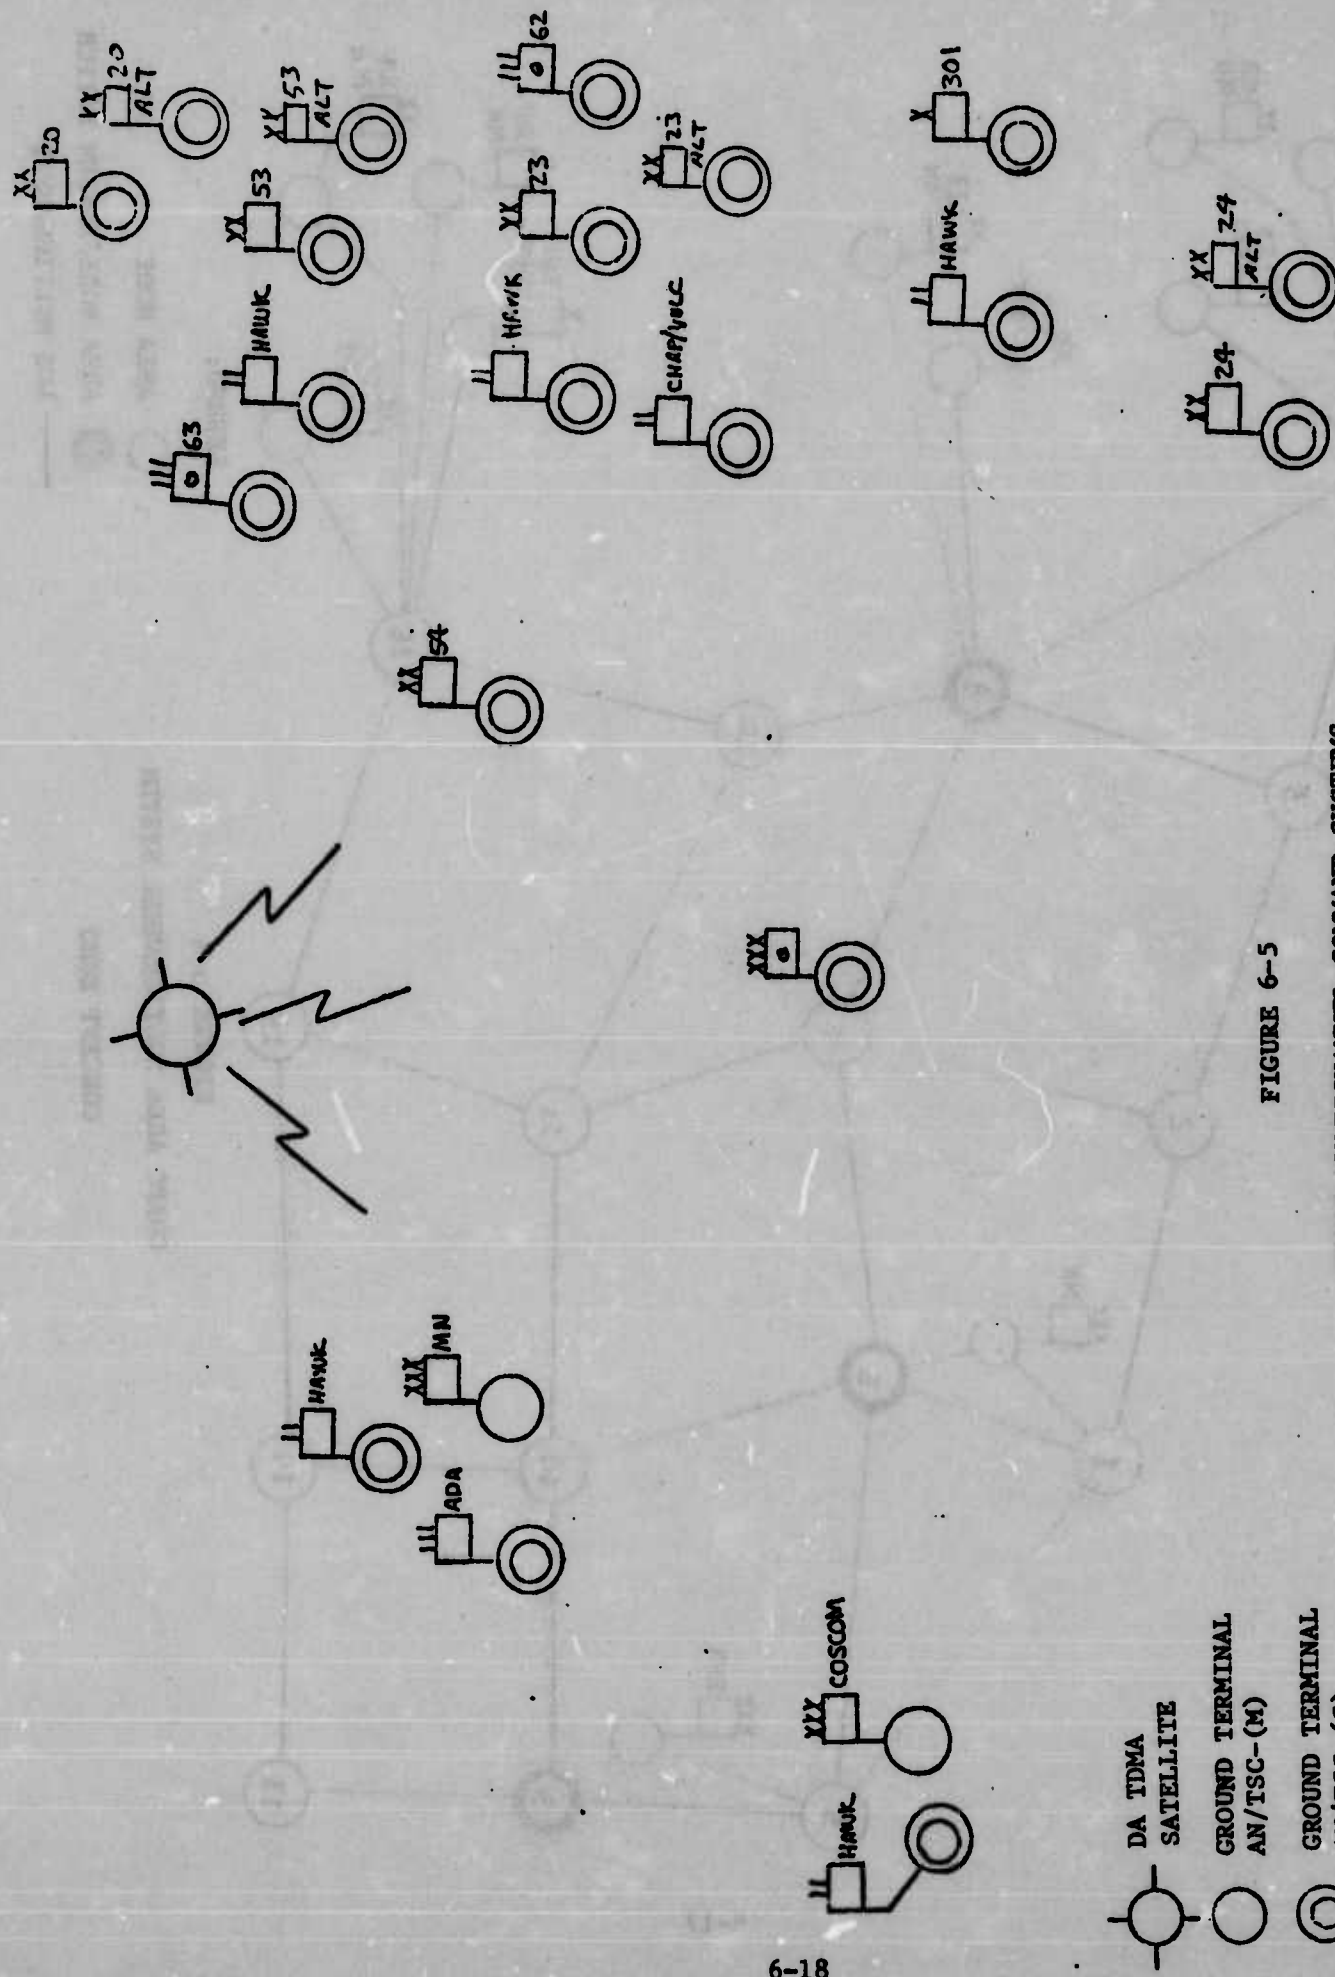 XX
20
XX
20
ALT
XX
53
XX
53
ALT
II
HAWK
III
63
III
62
XX
23
XX
23
ALT
II
HAWK
II
CHAP/VULC
X
301
II
HAWK
XX
24
ALT
XX
24
XX
54
XXX
II
HAWK
XXX
MN
III
ADA
XXX
COSCOM
II
HAWK
DA TDMA
SATELLITE
GROUND TERMINAL
AN/TSC-(M)
GROUND TERMINAL
FIGURE 6-5
6-18